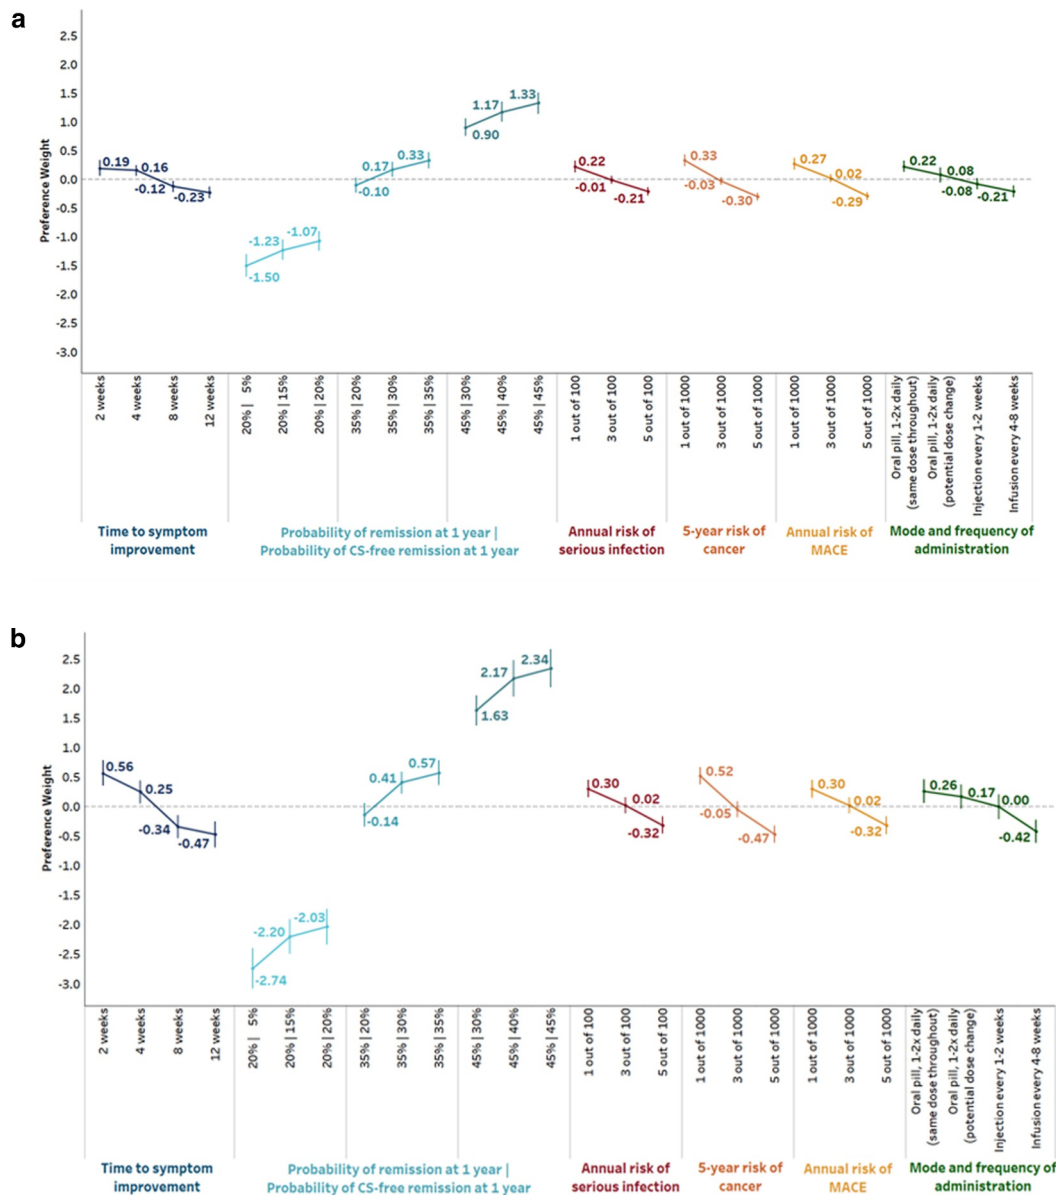 a
2.5
2.0
1.5
1.0
0.5
0.0
-0.5
-1.0
-1.5
-2.0
-2.5
-3.0
Preference Weight
0.19
0.16
-0.12
-0.23
-1.50
-1.23
-1.07
-0.10
0.17
0.33
0.90
1.17
1.33
0.22
-0.01
-0.21
0.33
-0.03
-0.30
0.27
0.02
-0.29
0.22
0.08
-0.08
-0.21
2 weeks
4 weeks
8 weeks
12 weeks
20% | 5%
20% | 15%
20% | 20%
35% | 20%
35% | 30%
35% | 35%
45% | 30%
45% | 40%
45% | 45%
1 out of 100
3 out of 100
5 out of 100
1 out of 1000
3 out of 1000
5 out of 1000
1 out of 1000
3 out of 1000
5 out of 1000
Oral pill, 1-2x daily
(same dose throughout)
Oral pill, 1-2x daily
(potential dose change)
Injection every 1-2 weeks
Infusion every 4-8 weeks
Time to symptom
improvement
Probability of remission at 1 year |
Probability of CS-free remission at 1 year
Annual risk of
serious infection
5-year risk of
cancer
Annual risk of
MACE
Mode and frequency of
administration
b
2.5
2.0
1.5
1.0
0.5
0.0
-0.5
-1.0
-1.5
-2.0
-2.5
-3.0
Preference Weight
0.56
0.25
-0.34
-0.47
-2.74
-2.20
-2.03
-0.14
0.41
0.57
1.63
2.17
2.34
0.30
0.02
-0.32
0.52
-0.05
-0.47
0.30
0.02
-0.32
0.26
0.17
0.00
-0.42
2 weeks
4 weeks
8 weeks
12 weeks
20% | 5%
20% | 15%
20% | 20%
35% | 20%
35% | 30%
35% | 35%
45% | 30%
45% | 40%
45% | 45%
1 out of 100
3 out of 100
5 out of 100
1 out of 1000
3 out of 1000
5 out of 1000
1 out of 1000
3 out of 1000
5 out of 1000
Oral pill, 1-2x daily
(same dose throughout)
Oral pill, 1-2x daily
(potential dose change)
Injection every 1-2 weeks
Infusion every 4-8 weeks
Time to symptom
improvement
Probability of remission at 1 year |
Probability of CS-free remission at 1 year
Annual risk of
serious infection
5-year risk of
cancer
Annual risk of
MACE
Mode and frequency of
administration